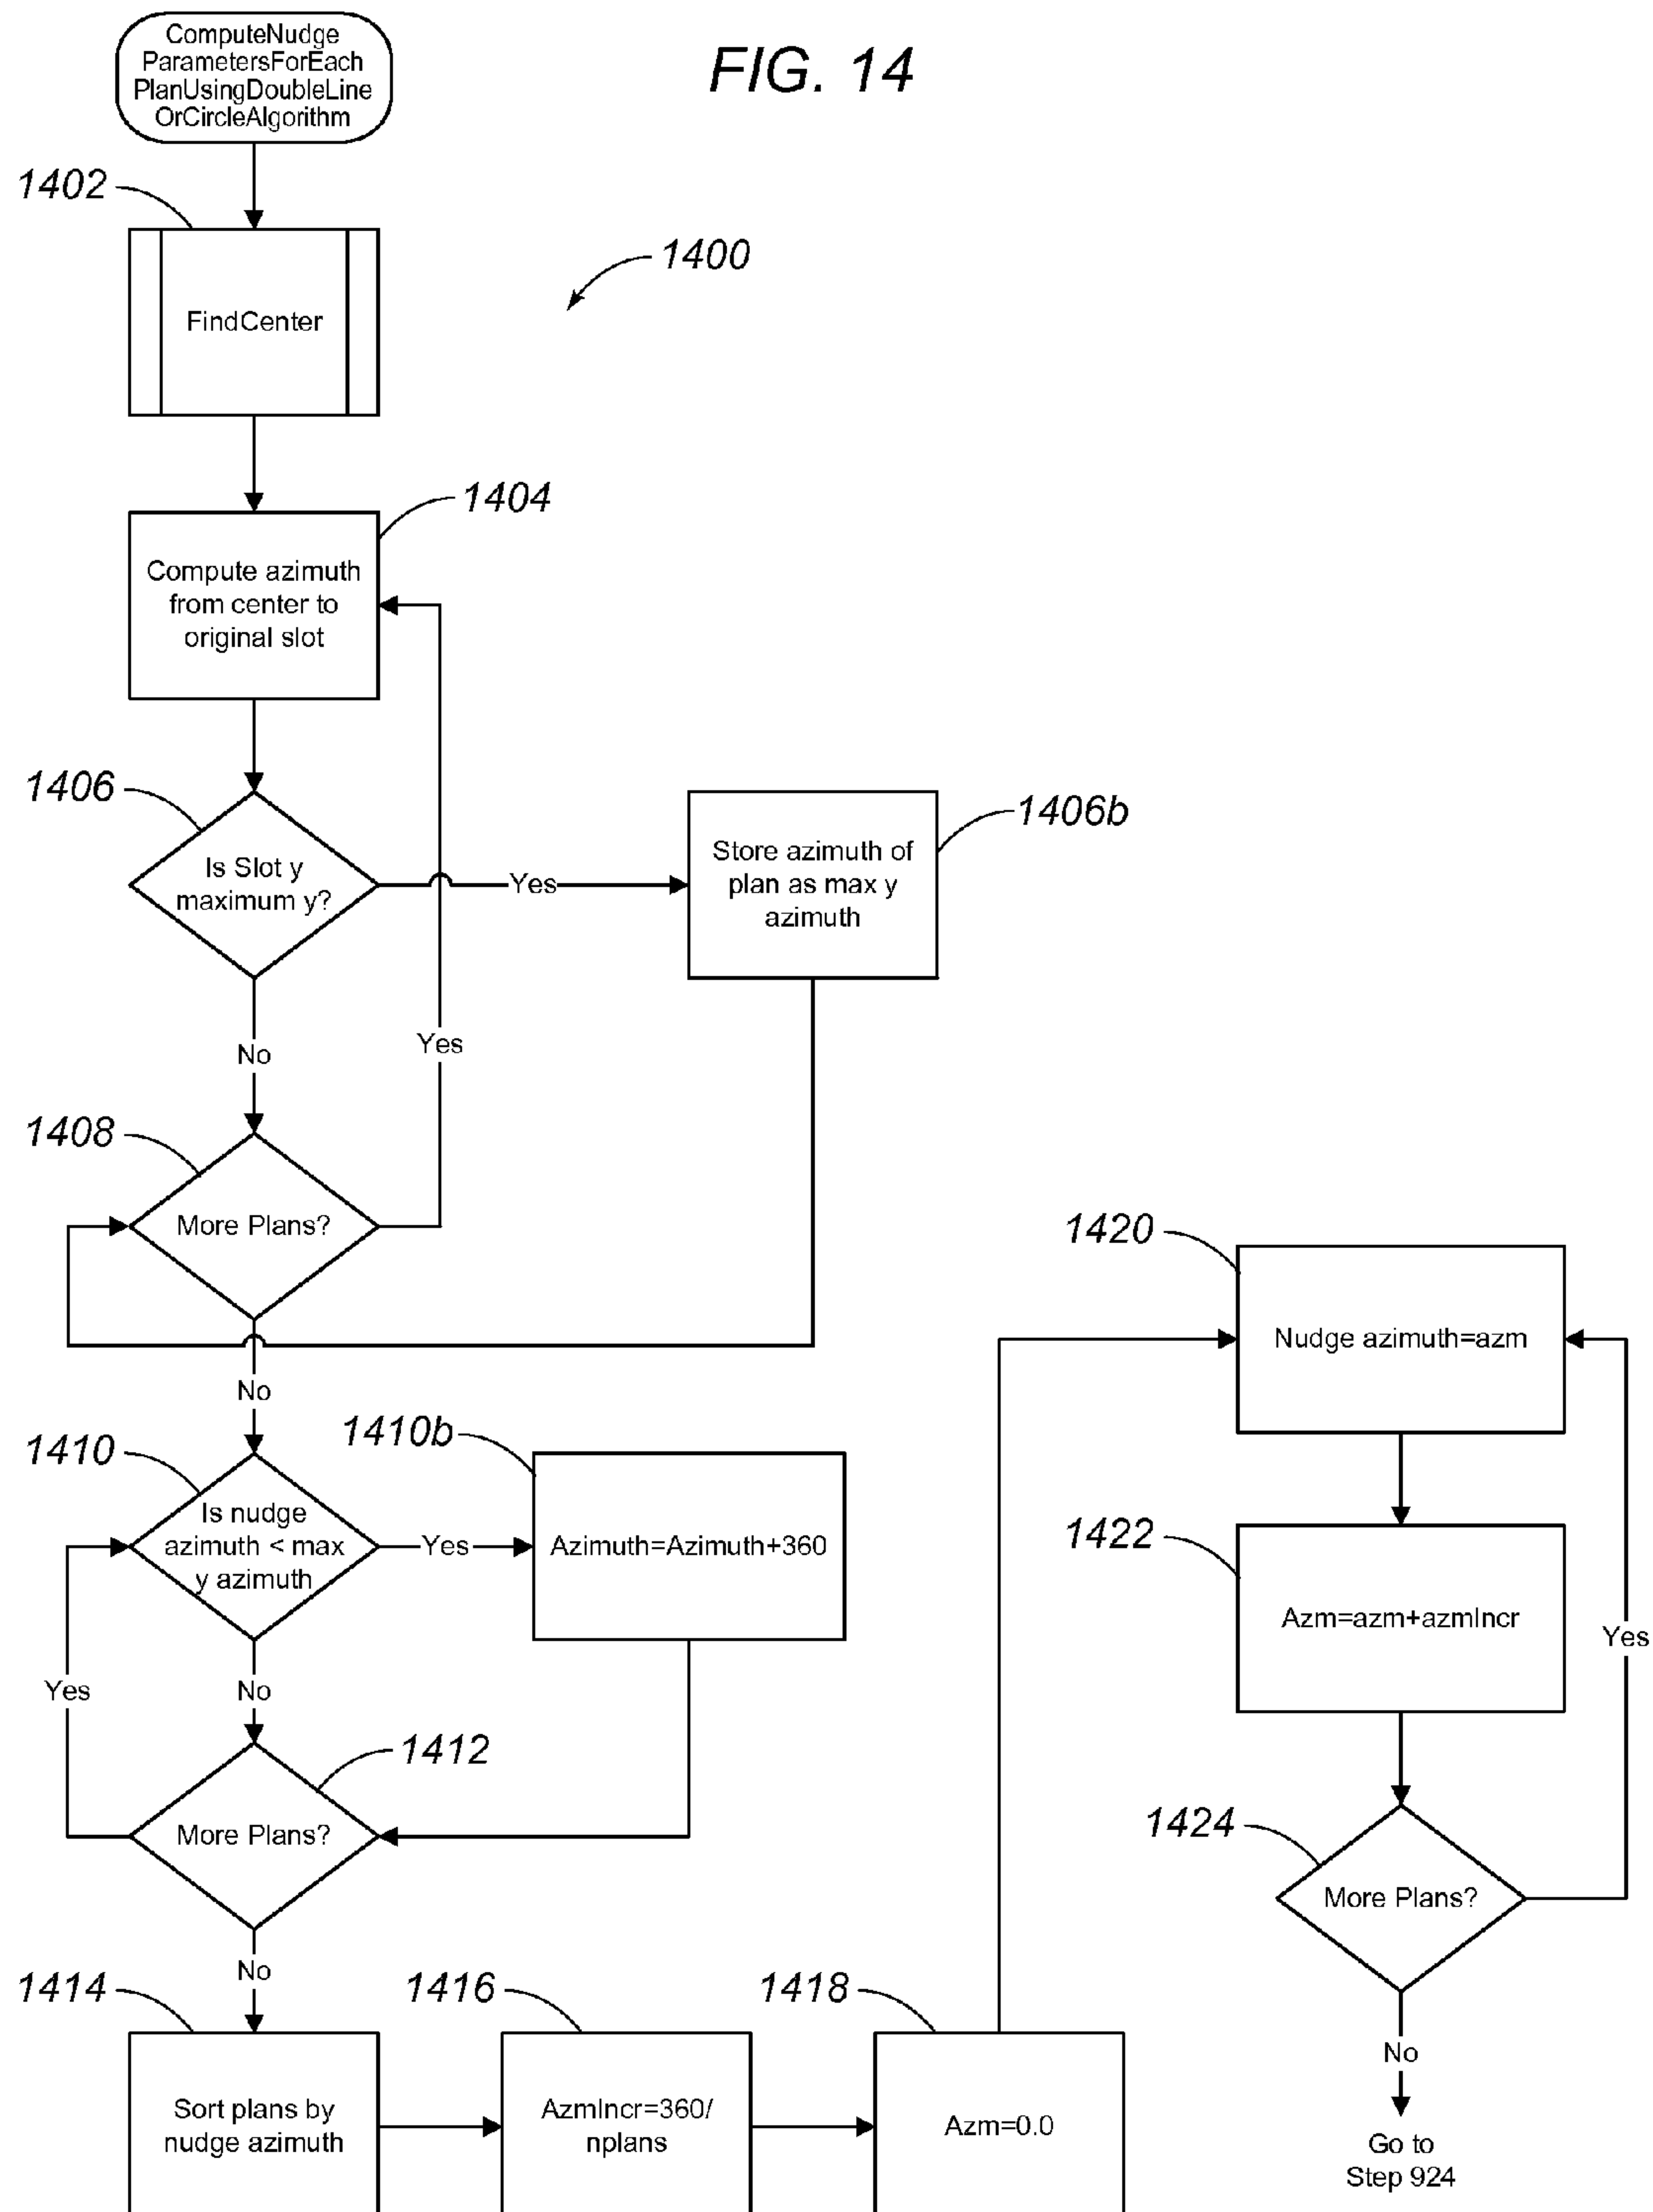 ComputeNudge
ParametersForEach
PlanUsingDoubleLine
OrCircleAlgorithm
FIG. 14
1402
1400
FindCenter
1404
Compute azimuth
from center to
original slot
1406
Is Slot y
maximum y?
Yes
1406b
Store azimuth of
plan as max y
azimuth
No
Yes
1408
More Plans?
No
1410
Is nudge
azimuth < max
y azimuth
Yes
1410b
Azimuth=Azimuth+360
Yes
No
1412
More Plans?
No
1414
Sort plans by
nudge azimuth
1416
AzmIncr=360/
nplans
1418
Azm=0.0
1420
Nudge azimuth=azm
1422
Azm=azm+azmIncr
Yes
1424
More Plans?
No
Go to
Step 924